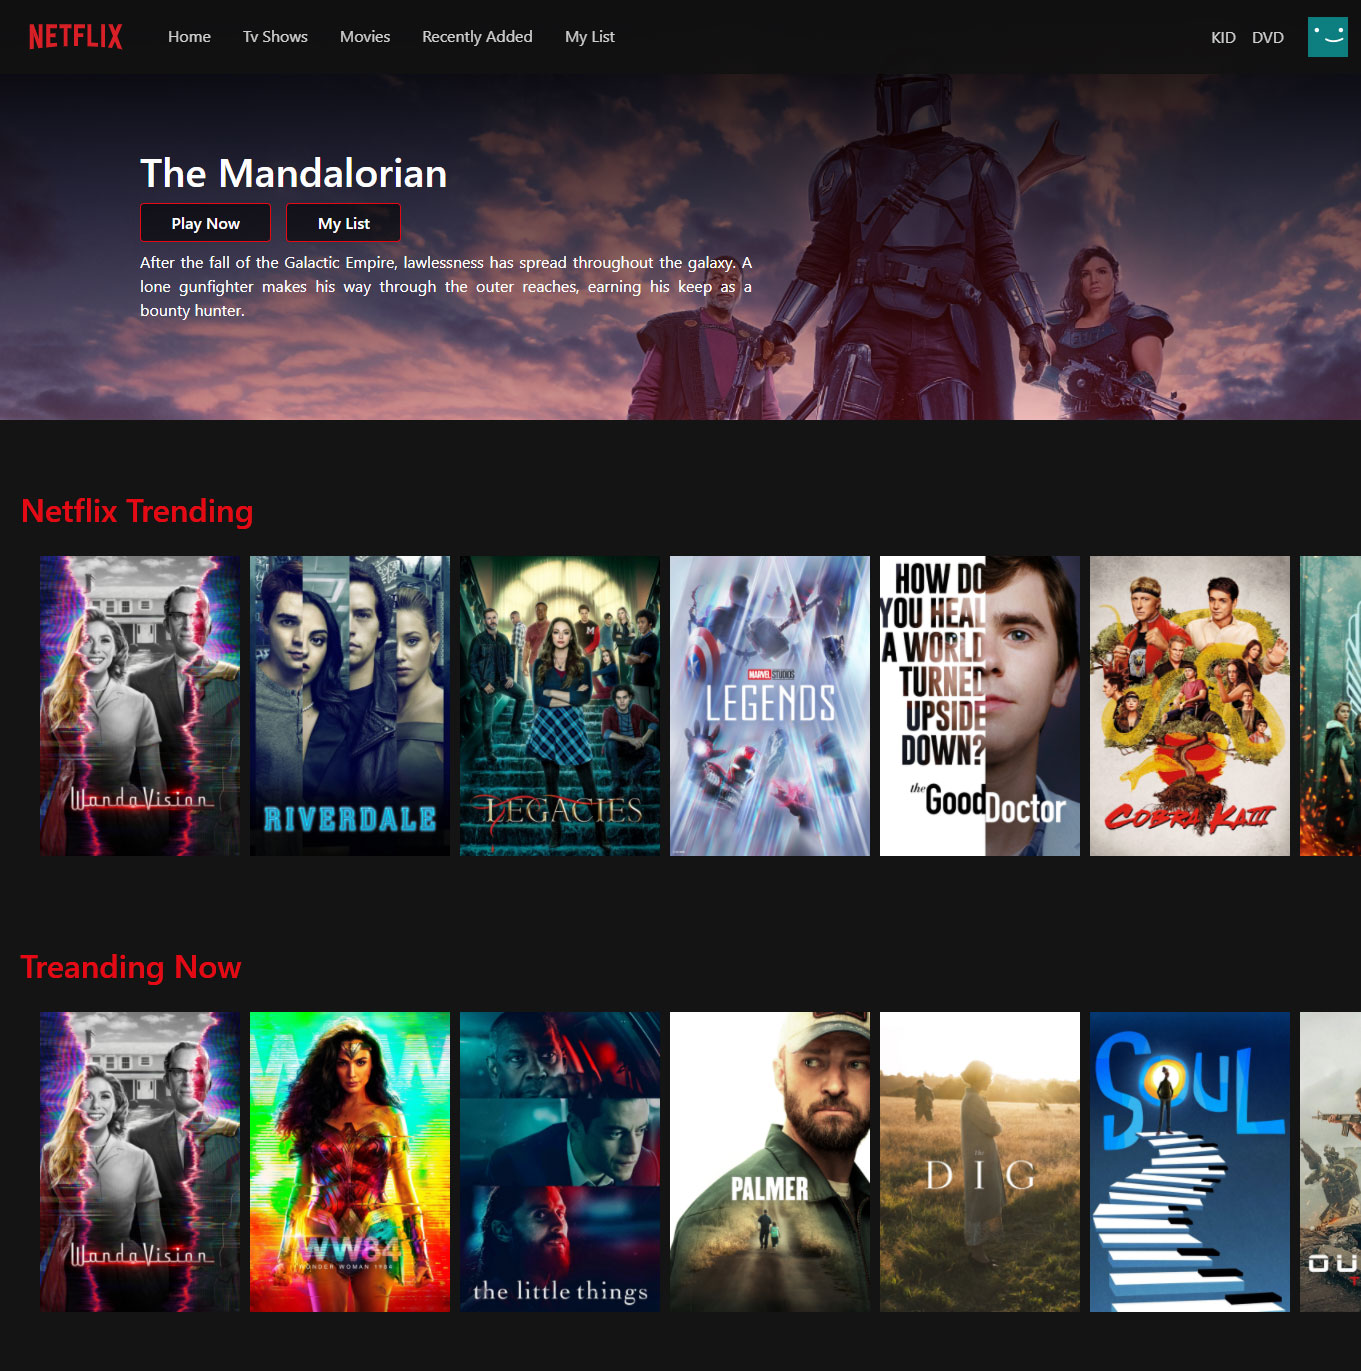 NETFLIX
Home Tv Shows Movies Recently Added My List
KID DVD
The Mandalorian
Play Now My List
After the fall of the Galactic Empire, lawlessness has spread throughout the galaxy. A
lone gunfighter makes his way through the outer reaches, earning his keep as a
bounty hunter.
Netflix Trending
WandaVision
RIVERDALE
M
LEGACIES
MARVEL STUDIOS
LEGENDS
HOW DO
YOU HEAL
A WORLD
TURNED
UPSIDE
DOWN?
the Good Doctor
COBRA KAI III
Treanding Now
WandaVision
WW
WW84
WONDER WOMAN 1984
the little things
PALMER
the
DIG
SOUL
OU